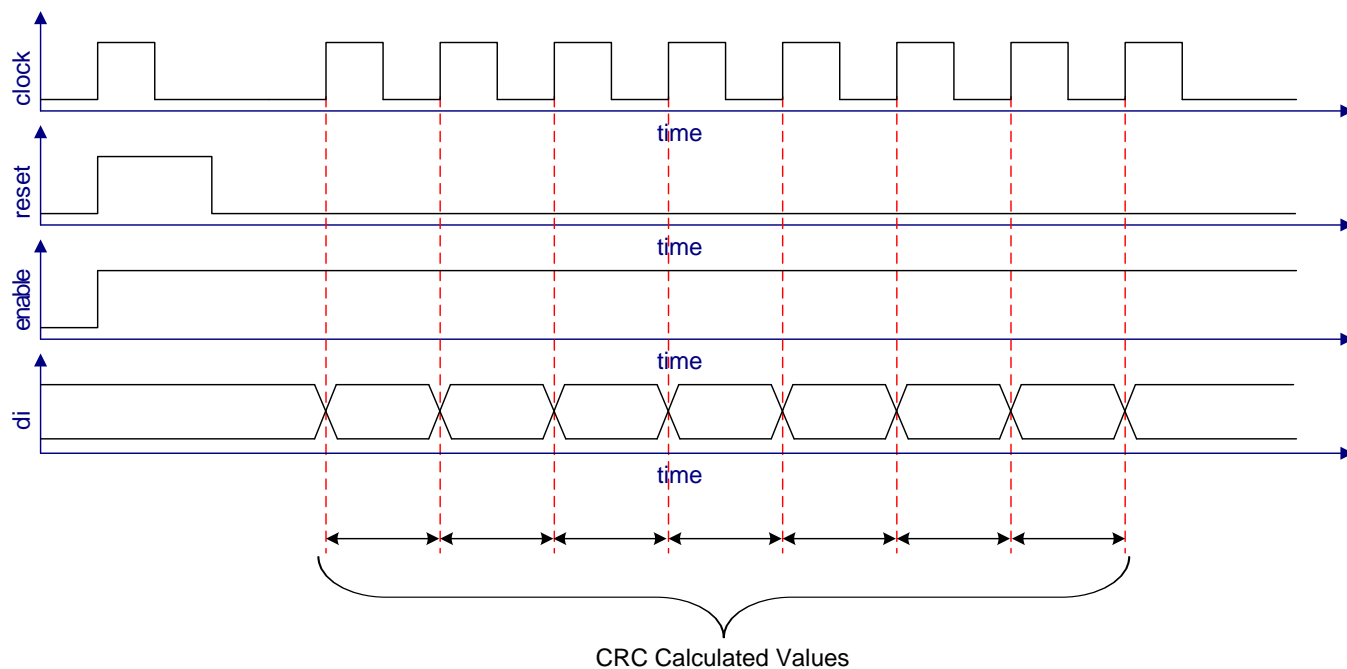 clock
time
reset
time
enable
time
di
time
CRC Calculated Values